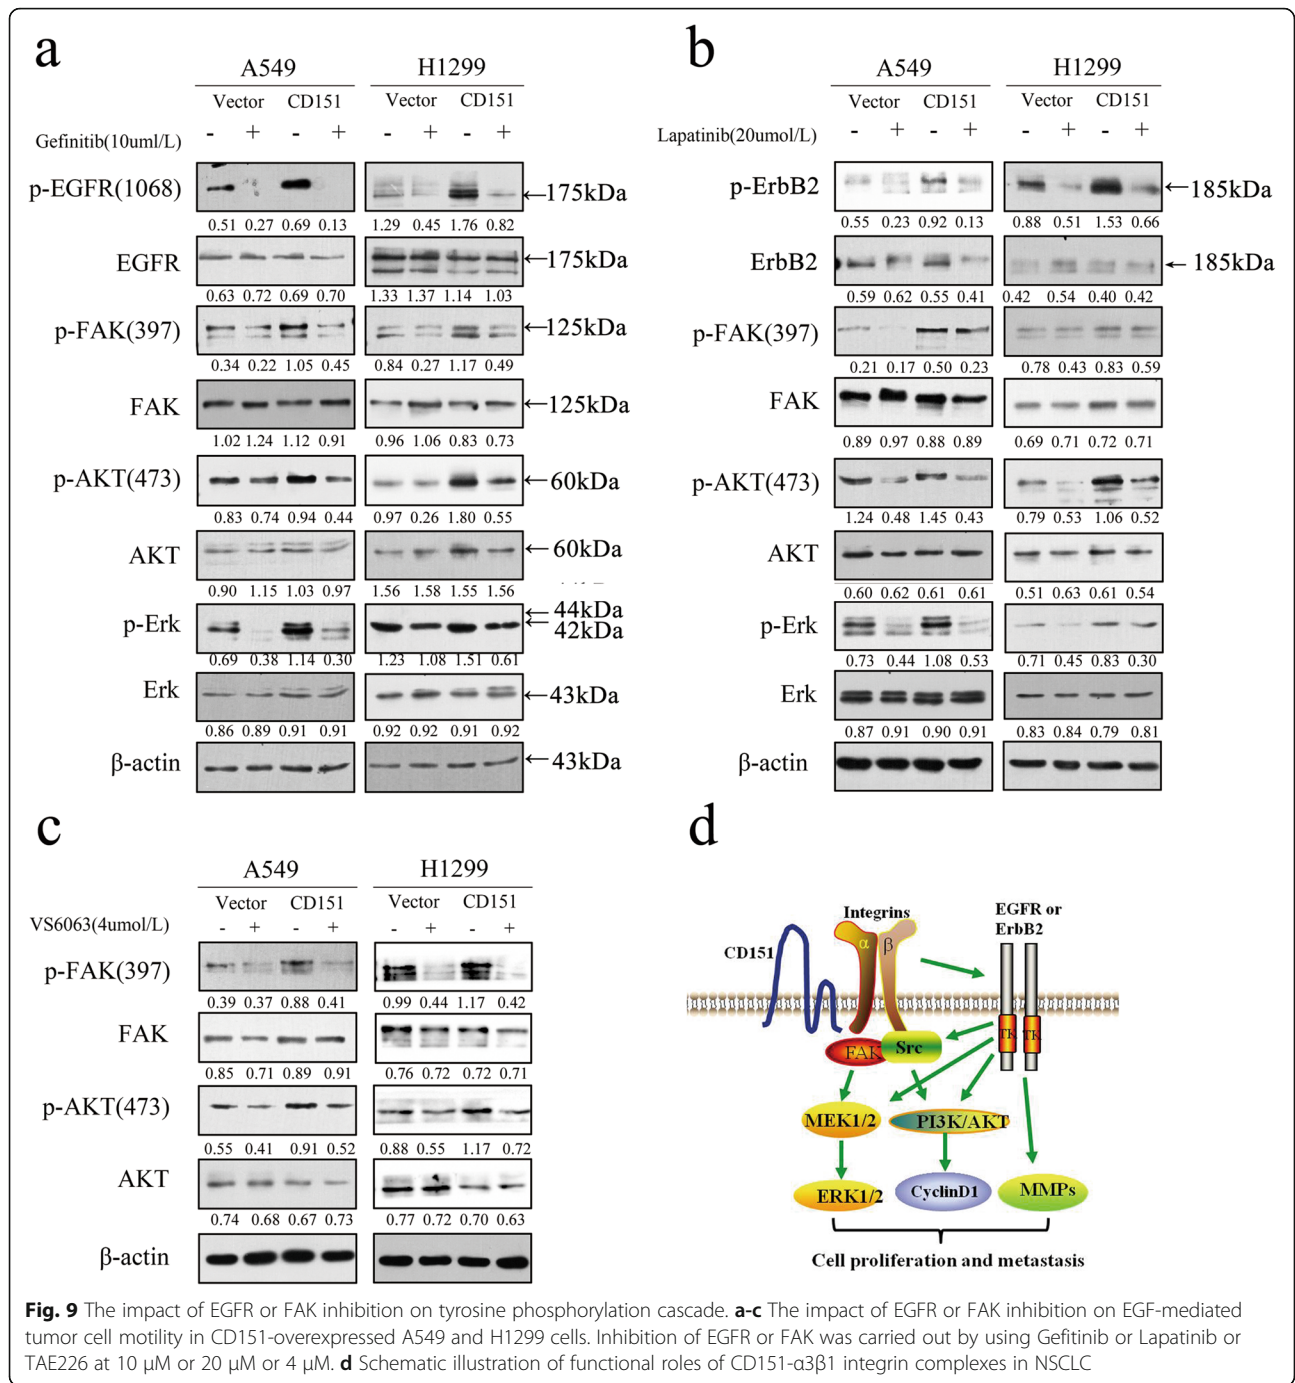 a
A549 H1299
Vector CD151 Vector CD151
Gefinitib(10uml/L) - + - + - + - +
p-EGFR(1068) ←175kDa
0.51 0.27 0.69 0.13 1.29 0.45 1.76 0.82
EGFR ←175kDa
0.63 0.72 0.69 0.70 1.33 1.37 1.14 1.03
p-FAK(397) ←125kDa
0.34 0.22 1.05 0.45 0.84 0.27 1.17 0.49
FAK ←125kDa
1.02 1.24 1.12 0.91 0.96 1.06 0.83 0.73
p-AKT(473) ←60kDa
0.83 0.74 0.94 0.44 0.97 0.26 1.80 0.55
AKT ←60kDa
0.90 1.15 1.03 0.97 1.56 1.58 1.55 1.56
p-Erk ←44kDa
←42kDa
0.69 0.38 1.14 0.30 1.23 1.08 1.51 0.61
Erk ←43kDa
0.86 0.89 0.91 0.91 0.92 0.92 0.91 0.92
β-actin ←43kDa
b
A549 H1299
Vector CD151 Vector CD151
Lapatinib(20umol/L) - + - + - + - +
p-ErbB2 ←185kDa
0.55 0.23 0.92 0.13 0.88 0.51 1.53 0.66
ErbB2 ← 185kDa
0.59 0.62 0.55 0.41 0.42 0.54 0.40 0.42
p-FAK(397)
0.21 0.17 0.50 0.23 0.78 0.43 0.83 0.59
FAK
0.89 0.97 0.88 0.89 0.69 0.71 0.72 0.71
p-AKT(473)
1.24 0.48 1.45 0.43 0.79 0.53 1.06 0.52
AKT
0.60 0.62 0.61 0.61 0.51 0.63 0.61 0.54
p-Erk
0.73 0.44 1.08 0.53 0.71 0.45 0.83 0.30
Erk
0.87 0.91 0.90 0.91 0.83 0.84 0.79 0.81
β-actin
c
A549 H1299
Vector CD151 Vector CD151
VS6063(4umol/L) - + - + - + - +
p-FAK(397)
0.39 0.37 0.88 0.41 0.99 0.44 1.17 0.42
FAK
0.85 0.71 0.89 0.91 0.76 0.72 0.72 0.71
p-AKT(473)
0.55 0.41 0.91 0.52 0.88 0.55 1.17 0.72
AKT
0.74 0.68 0.67 0.73 0.77 0.72 0.70 0.63
β-actin
d
Integrins
EGFR or
ErbB2
CD151
α β
TK TK
FAK Src
MEK1/2 PI3K/AKT
ERK1/2 CyclinD1 MMPs
Cell proliferation and metastasis
Fig. 9 The impact of EGFR or FAK inhibition on tyrosine phosphorylation cascade. a-c The impact of EGFR or FAK inhibition on EGF-mediated
tumor cell motility in CD151-overexpressed A549 and H1299 cells. Inhibition of EGFR or FAK was carried out by using Gefitinib or Lapatinib or
TAE226 at 10 μM or 20 μM or 4 μM. d Schematic illustration of functional roles of CD151-α3β1 integrin complexes in NSCLC